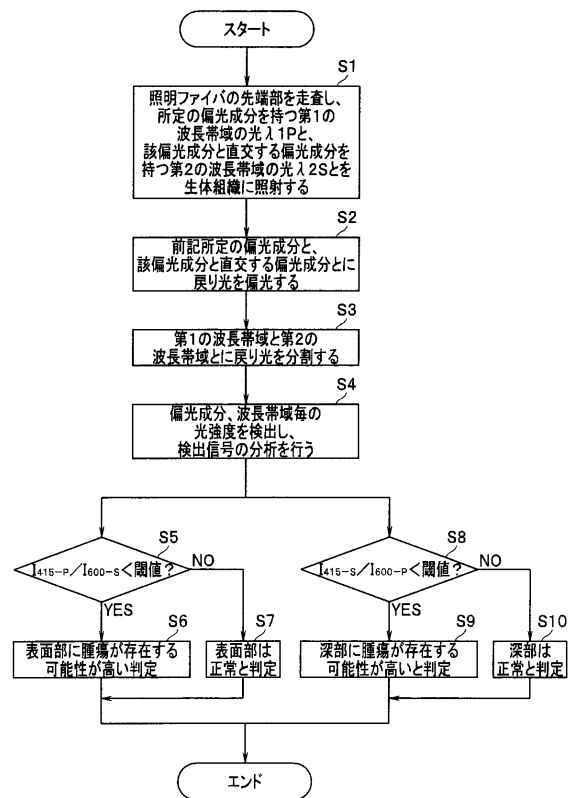 スタート
S1
照明ファイバの先端部を走査し、
所定の偏光成分を持つ第1の
波長帯域の光λ1Pと、
該偏光成分と直交する偏光成分を
持つ第2の波長帯域の光λ2Sとを
生体組織に照射する
S2
前記所定の偏光成分と、
該偏光成分と直交する偏光成分とに
戻り光を偏光する
S3
第1の波長帯域と第2の
波長帯域とに戻り光を分割する
S4
偏光成分、波長帯域毎の
光強度を検出し、
検出信号の分析を行う
S5
I415-P/I600-S<閾値?
NO
YES
S6
表面部に腫瘍が存在する
可能性が高い判定
S7
表面部は
正常と判定
S8
I415-S/I600-P<閾値?
NO
YES
S9
深部に腫瘍が存在する
可能性が高いと判定
S10
深部は
正常と判定
エンド